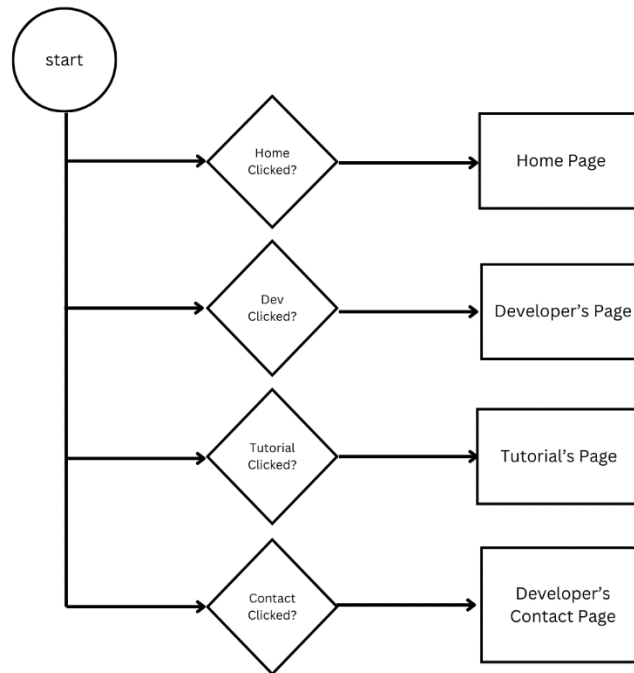 start
Home
Clicked?
Home Page
Dev
Clicked?
Developer's Page
Tutorial
Clicked?
Tutorial's Page
Contact
Clicked?
Developer's
Contact Page